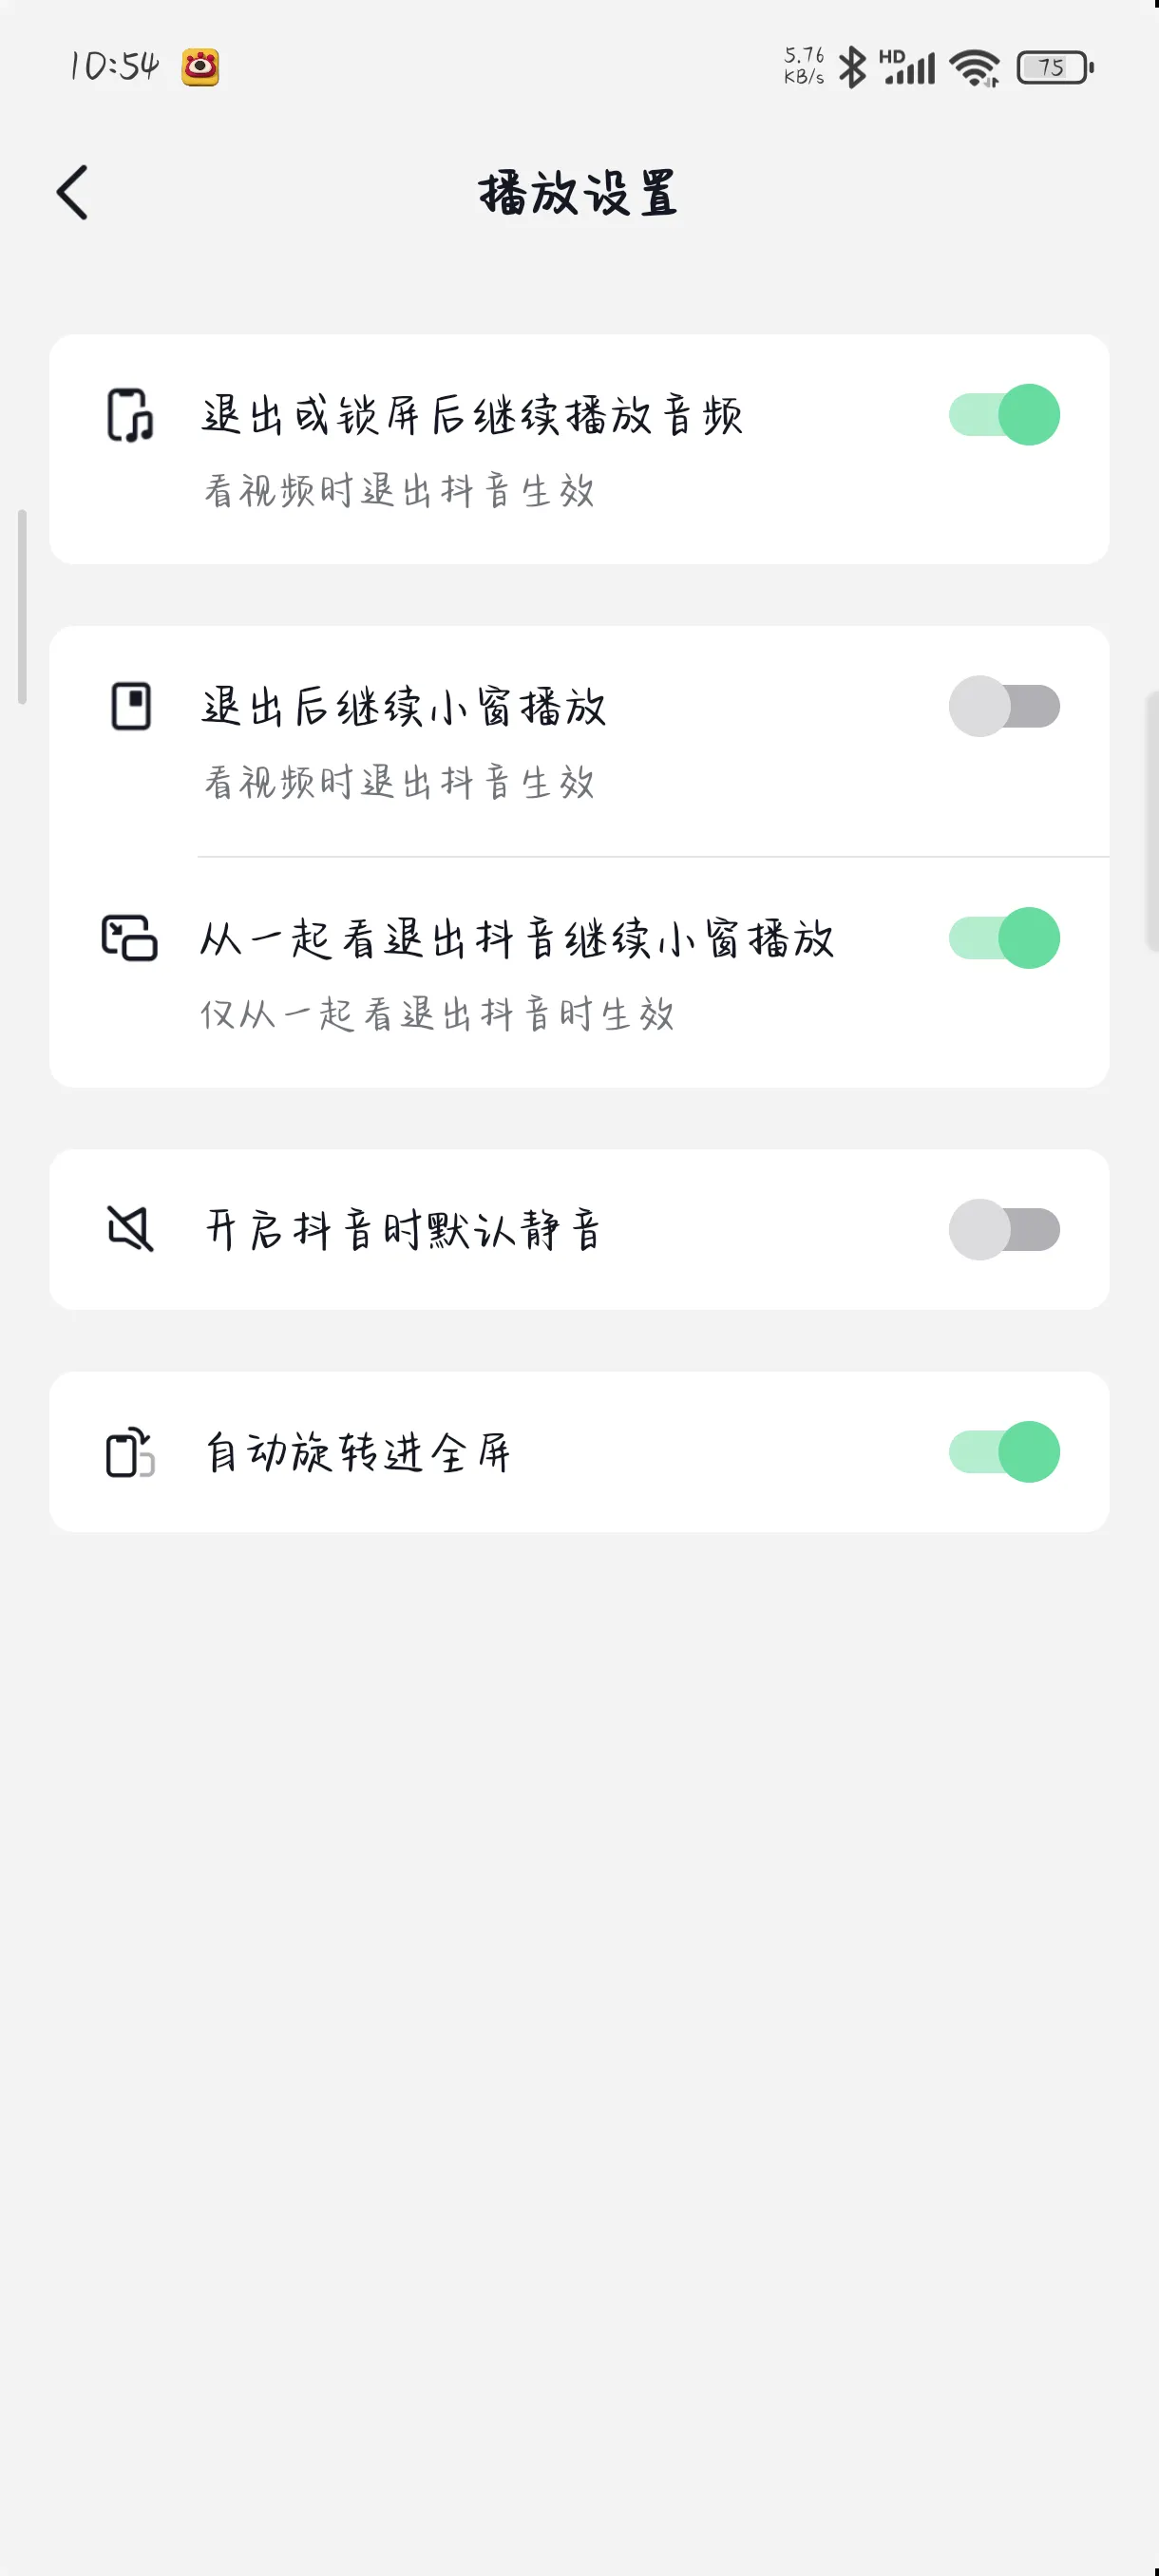 10:54
5.76
KB/s
HD
75
播放设置
退出或锁屏后继续播放音频
看视频时退出抖音生效
退出后继续小窗播放
看视频时退出抖音生效
从一起看退出抖音继续小窗播放
仅从一起看退出抖音时生效
开启抖音时默认静音
自动旋转进全屏